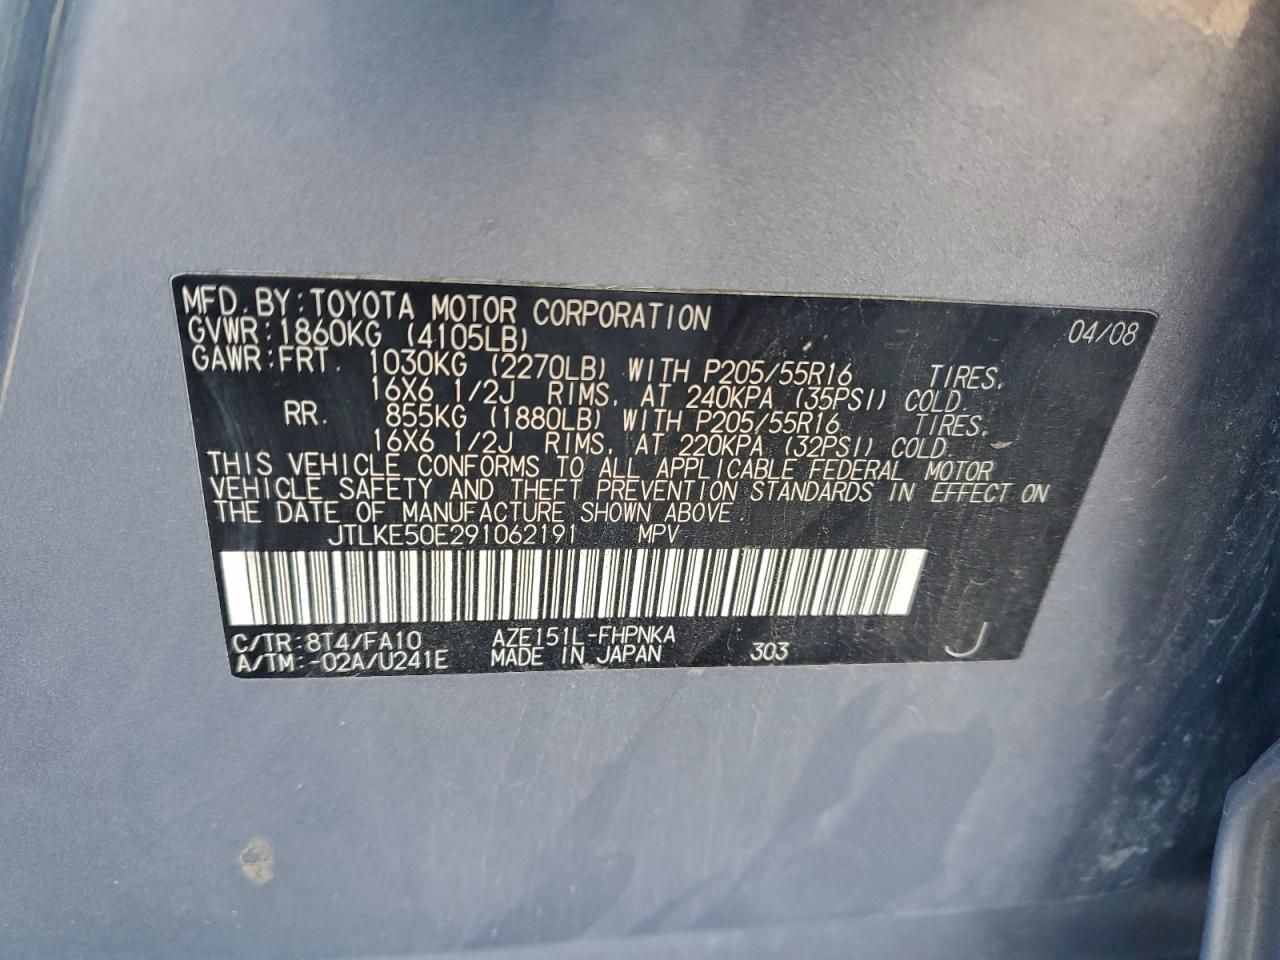 MFD. BY: TOYOTA MOTOR CORPORATION 04/08
GVWR: 1860KG (4105LB)
GAWR: FRT. 1030KG (2270LB) WITH P205/55R16 TIRES,
16X6 1/2J RIMS, AT 240KPA (35PSI) COLD.
RR. 855KG (1880LB) WITH P205/55R16 TIRES,
16X6 1/2J RIMS, AT 220KPA (32PSI) COLD.
THIS VEHICLE CONFORMS TO ALL APPLICABLE FEDERAL MOTOR
VEHICLE SAFETY AND THEFT PREVENTION STANDARDS IN EFFECT ON
THE DATE OF MANUFACTURE SHOWN ABOVE.
JTLKE50E291062191 MPV
C/TR: 8T4/FA10 AZE151L-FHPNKA
A/TM: -02A/U241E MADE IN JAPAN 303 J